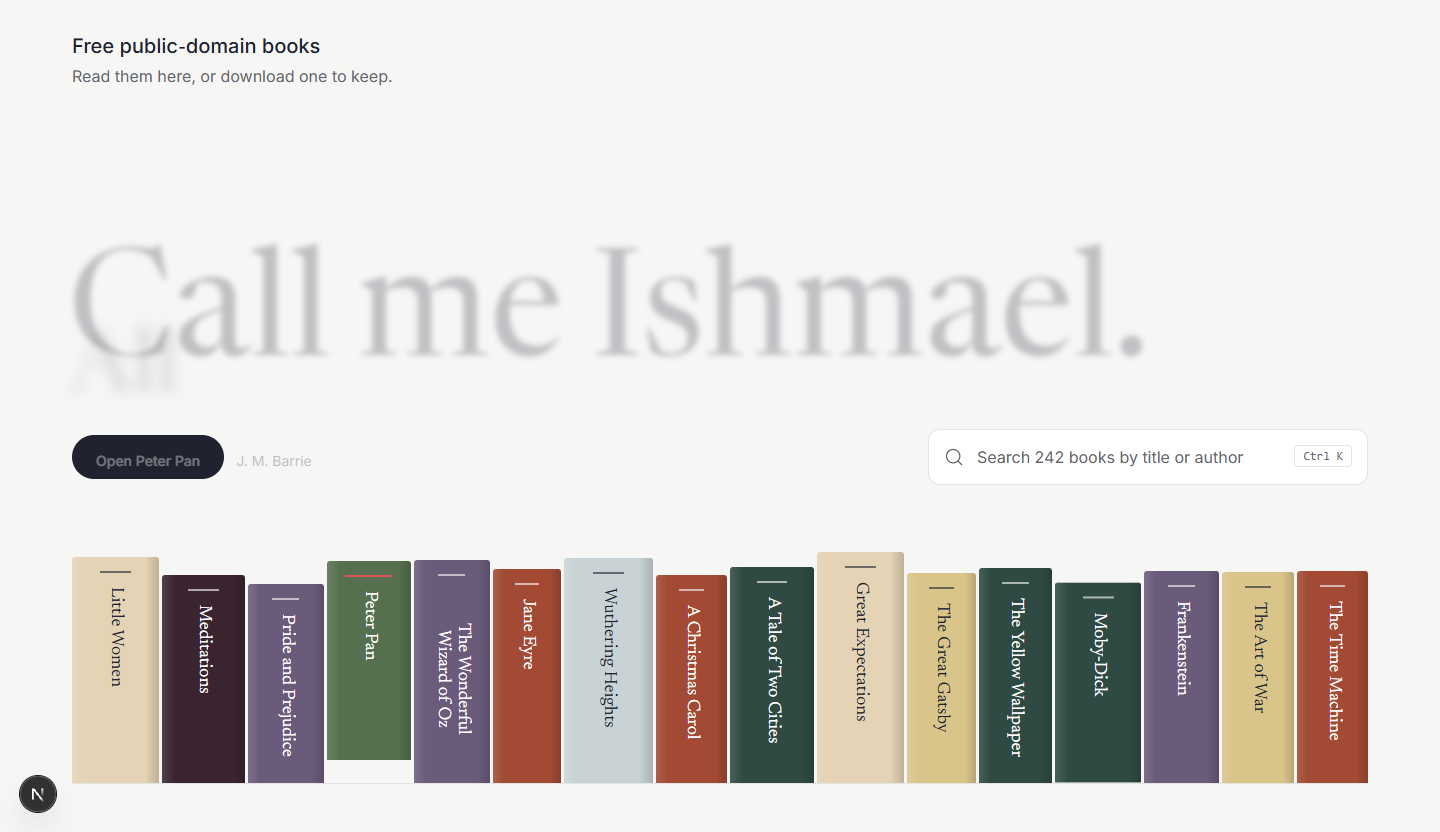 Free public-domain books
Read them here, or download one to keep.
Call me Ishmael.
All
Open Peter Pan
J. M. Barrie
Search 242 books by title or author
Ctrl K
Little Women
Meditations
Pride and Prejudice
Peter Pan
The Wonderful
Wizard of Oz
Jane Eyre
Wuthering Heights
A Christmas Carol
A Tale of Two Cities
Great Expectations
The Great Gatsby
The Yellow Wallpaper
Moby-Dick
Frankenstein
The Art of War
The Time Machine